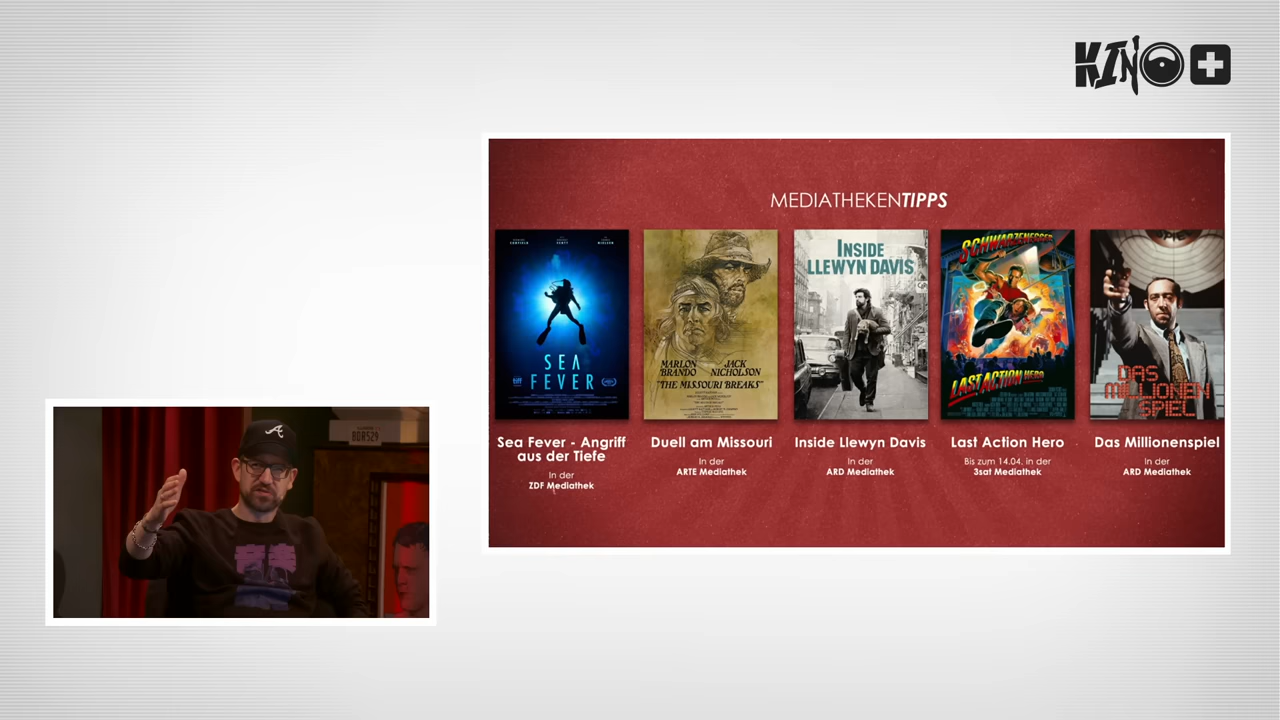 KINO+
MEDIATHEKENTIPPS
SEA
FEVER
MARLON BRANDO JACK NICHOLSON
"THE MISSOURI BREAKS"
INSIDE
LLEWYN DAVIS
SCHWARZENEGGER
LAST ACTION HERO
DAS
MILLIONEN
SPIEL
Sea Fever - Angriff
aus der Tiefe
In der
ZDF Mediathek
Duell am Missouri
In der
ARTE Mediathek
Inside Llewyn Davis
In der
ARD Mediathek
Last Action Hero
Bis zum 14.04. in der
3sat Mediathek
Das Millionenspiel
In der
ARD Mediathek
BDR529
A